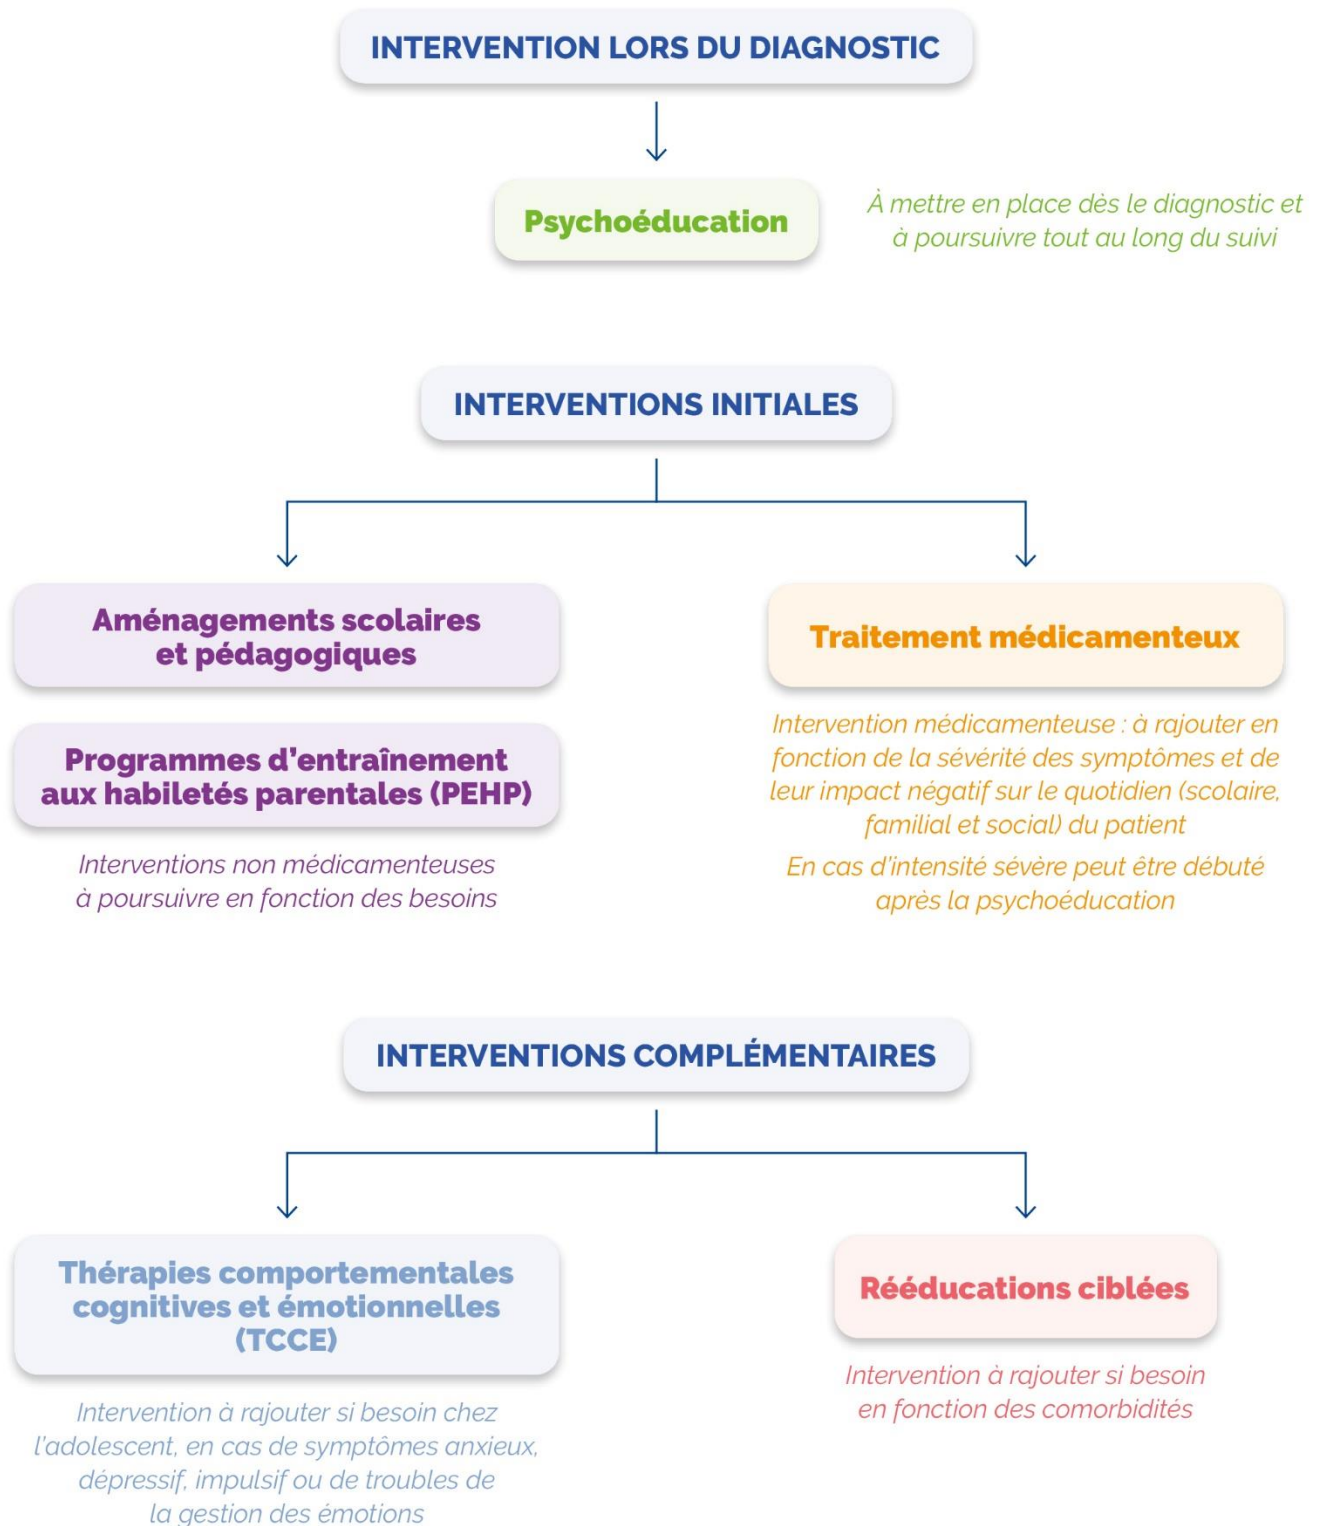 INTERVENTION LORS DU DIAGNOSTIC
Psychoéducation
À mettre en place dès le diagnostic et
à poursuivre tout au long du suivi
INTERVENTIONS INITIALES
Aménagements scolaires
et pédagogiques
Programmes d'entraînement
aux habiletés parentales (PEHP)
Interventions non médicamenteuses
à poursuivre en fonction des besoins
Traitement médicamenteux
Intervention médicamenteuse : à rajouter en
fonction de la sévérité des symptômes et de
leur impact négatif sur le quotidien (scolaire,
familial et social) du patient
En cas d'intensité sévère peut être débuté
après la psychoéducation
INTERVENTIONS COMPLÉMENTAIRES
Thérapies comportementales
cognitives et émotionnelles
(TCCE)
Intervention à rajouter si besoin chez
l'adolescent, en cas de symptômes anxieux,
dépressif, impulsif ou de troubles de
la gestion des émotions
Rééducations ciblées
Intervention à rajouter si besoin
en fonction des comorbidités